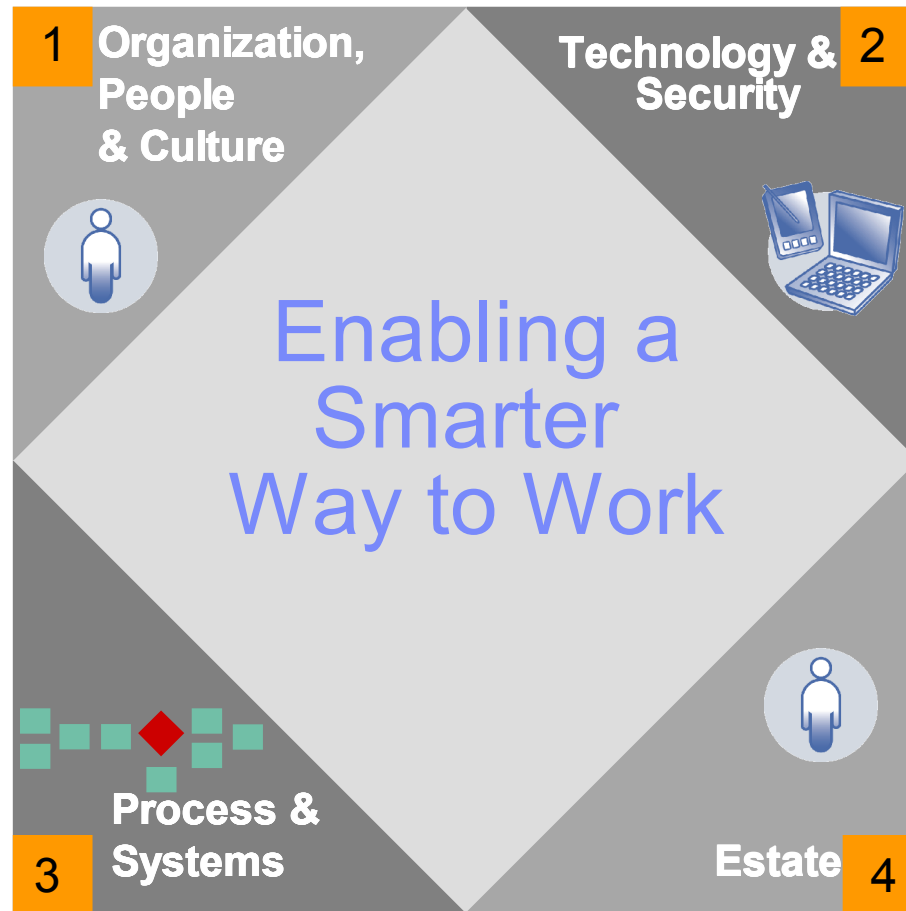 1
Organization,
People
& Culture
Technology &
Security
2
Enabling a
Smarter
Way to Work
Process &
Systems
3
Estate
4